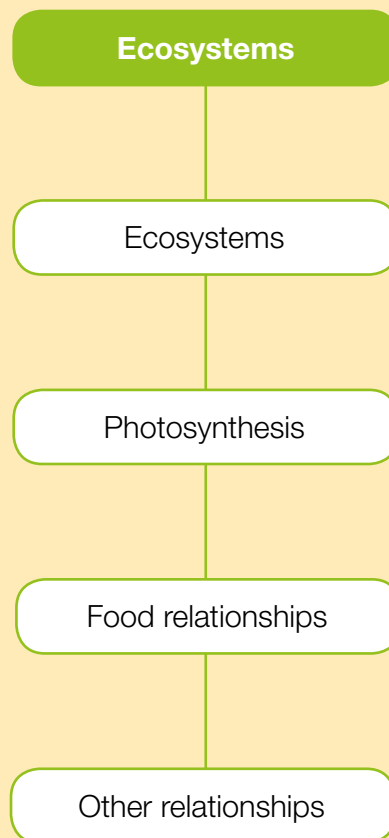 Ecosystems
Ecosystems
Photosynthesis
Food relationships
Other relationships